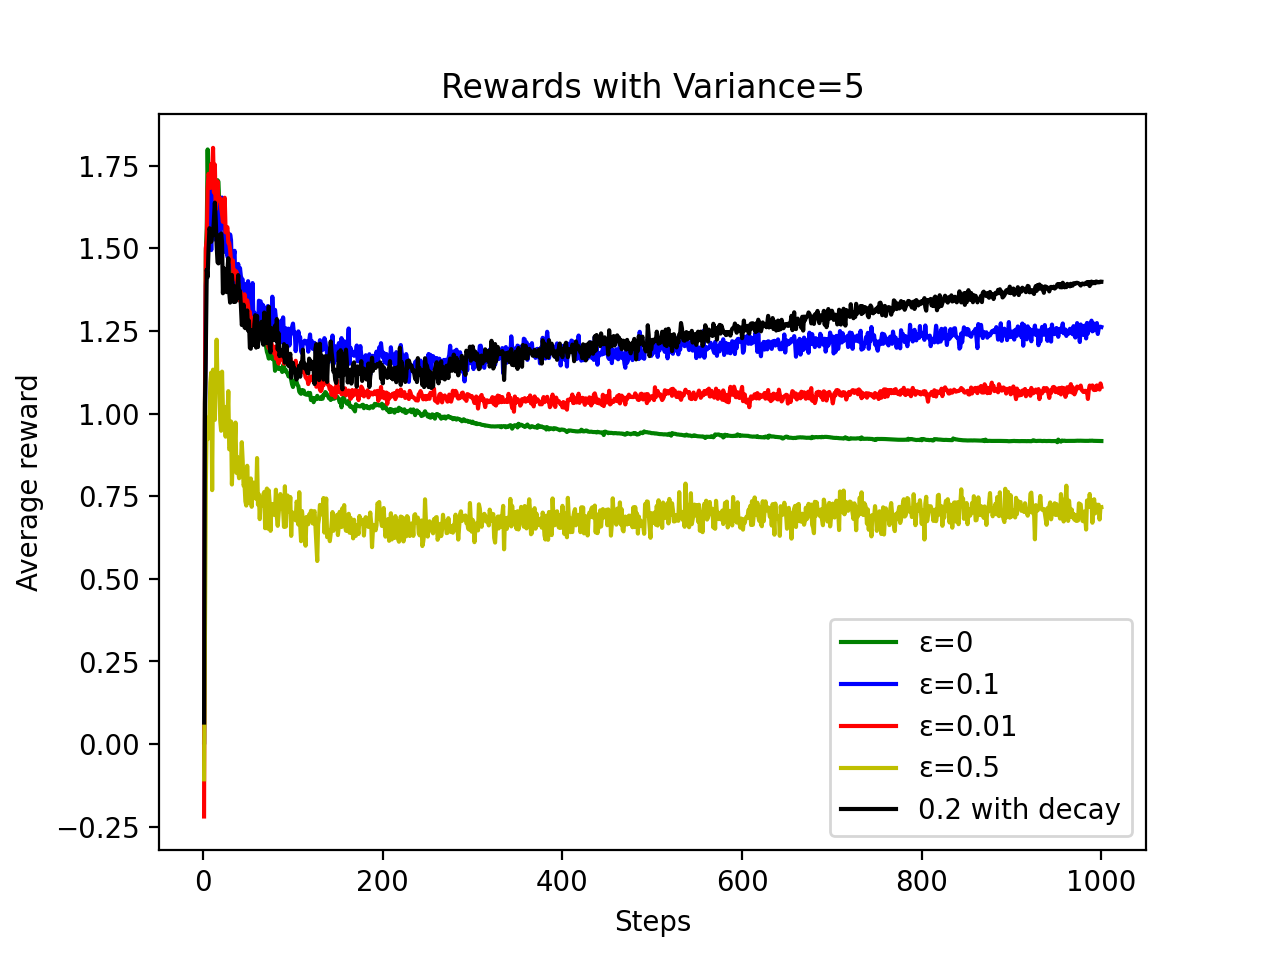 Rewards with Variance=5
Average reward
1.75
1.50
1.25
1.00
0.75
0.50
0.25
0.00
−0.25
0
200
400
600
800
1000
Steps
ε=0
ε=0.1
ε=0.01
ε=0.5
0.2 with decay